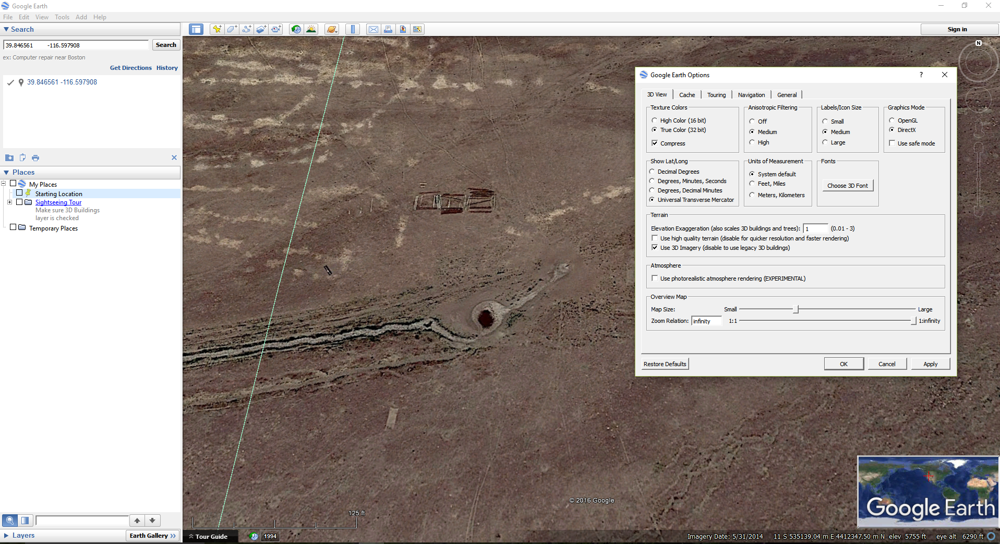 Google Earth
File Edit View Tools Add Help
Search
39.846561 -116.597908 Search
ex: Computer repair near Boston
Get Directions History
39.846561 -116.597908
Places
My Places
Starting Location
Sightseeing Tour
Make sure 3D Buildings
layer is checked
Temporary Places
Layers
Earth Gallery >>
Sign in
N
Google Earth Options
3D View Cache Touring Navigation General
Texture Colors
High Color (16 bit)
True Color (32 bit)
Compress
Anisotropic Filtering
Off
Medium
High
Labels/Icon Size
Small
Medium
Large
Graphics Mode
OpenGL
DirectX
Use safe mode
Show Lat/Long
Decimal Degrees
Degrees, Minutes, Seconds
Degrees, Decimal Minutes
Universal Transverse Mercator
Units of Measurement
System default
Feet, Miles
Meters, Kilometers
Fonts
Choose 3D Font
Terrain
Elevation Exaggeration (also scales 3D buildings and trees): 1 (0.01 - 3)
Use high quality terrain (disable for quicker resolution and faster rendering)
Use 3D Imagery (disable to use legacy 3D buildings)
Atmosphere
Use photorealistic atmosphere rendering (EXPERIMENTAL)
Overview Map
Map Size: Small Large
Zoom Relation: infinity 1:1 1:infinity
Restore Defaults OK Cancel Apply
© 2016 Google
125 ft
Google Earth
Tour Guide 1994
Imagery Date: 5/31/2014 11 S 535139.04 m E 4412347.50 m N elev 5755 ft eye alt 6290 ft